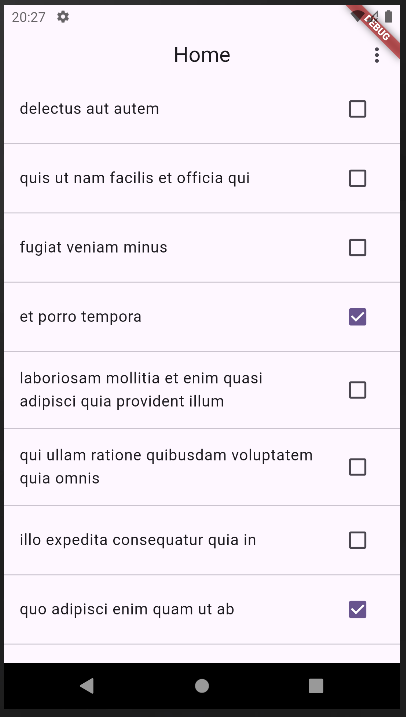 20:27
DEBUG
Home
delectus aut autem
quis ut nam facilis et officia qui
fugiat veniam minus
et porro tempora
laboriosam mollitia et enim quasi
adipisci quia provident illum
qui ullam ratione quibusdam voluptatem
quia omnis
illo expedita consequatur quia in
quo adipisci enim quam ut ab